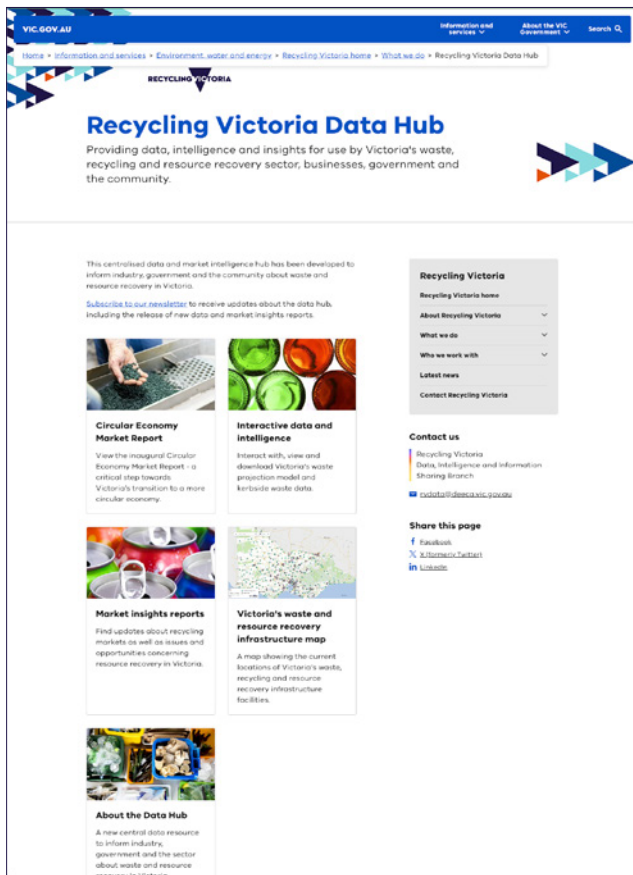 VIC.GOV.AU
Information and
services
About the VIC
Government
Search
Home
Information and services
Environment, water and energy
Recycling Victoria home
What we do
Recycling Victoria Data Hub
RECYCLING VICTORIA
Recycling Victoria Data Hub
Providing data, intelligence and insights for use by Victoria's waste,
recycling and resource recovery sector, businesses, government and
the community.
This centralised data and market intelligence hub has been developed to
inform industry, government and the community about waste and
resource recovery in Victoria.
Subscribe to our newsletter to receive updates about the data hub,
including the release of new data and market insights reports.
Circular Economy
Market Report
View the inaugural Circular
Economy Market Report - a
critical step towards
Victoria's transition to a more
circular economy.
Interactive data and
intelligence
Interact with, view and
download Victoria's waste
projection model and
kerbside waste data.
Market insights reports
Find updates about recycling
markets as well as issues and
opportunities concerning
resource recovery in Victoria.
Victoria's waste and
resource recovery
infrastructure map
A map showing the current
locations of Victoria's waste,
recycling and resource
recovery infrastructure
facilities.
About the Data Hub
A new central data resource
to inform industry,
government and the sector
about waste and resource
recovery in Victoria
Recycling Victoria
Recycling Victoria home
About Recycling Victoria
What we do
Who we work with
Latest news
Contact Recycling Victoria
Contact us
Recycling Victoria
Data, Intelligence and Information
Sharing Branch
rvdata@deeca.vic.gov.au
Share this page
Facebook
X (formerly Twitter)
LinkedIn